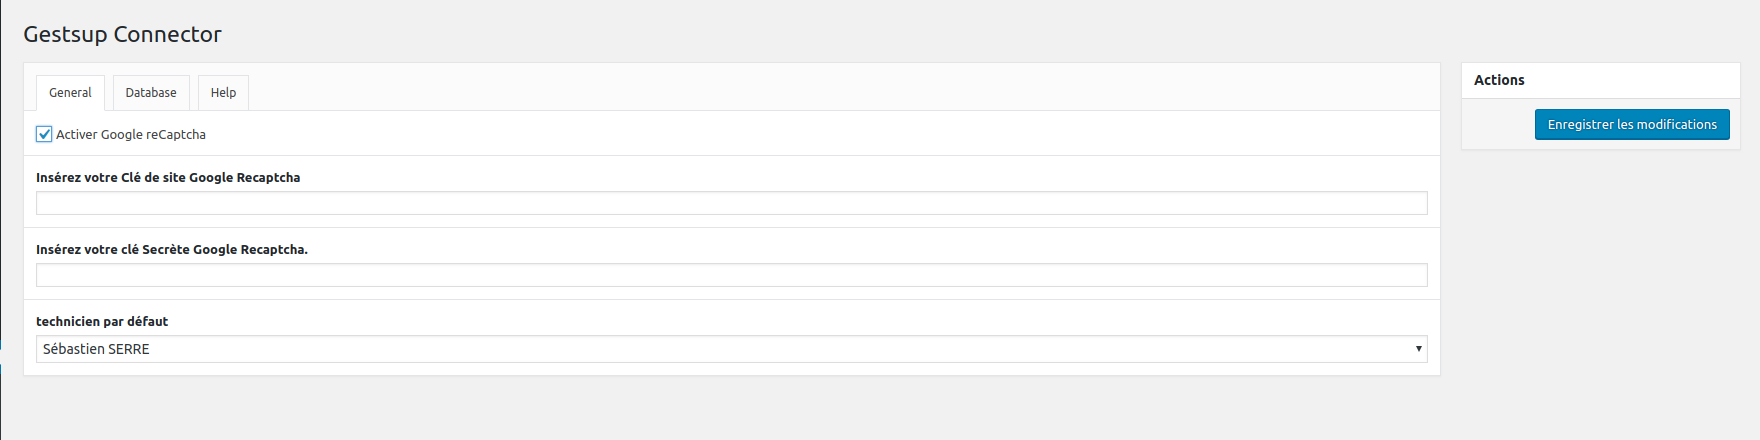 Gestsup Connector
General
Database
Help
Actions
Activer Google reCaptcha
Enregistrer les modifications
Insérez votre Clé de site Google Recaptcha
Insérez votre clé Secrète Google Recaptcha.
technicien par défaut
Sébastien SERRE